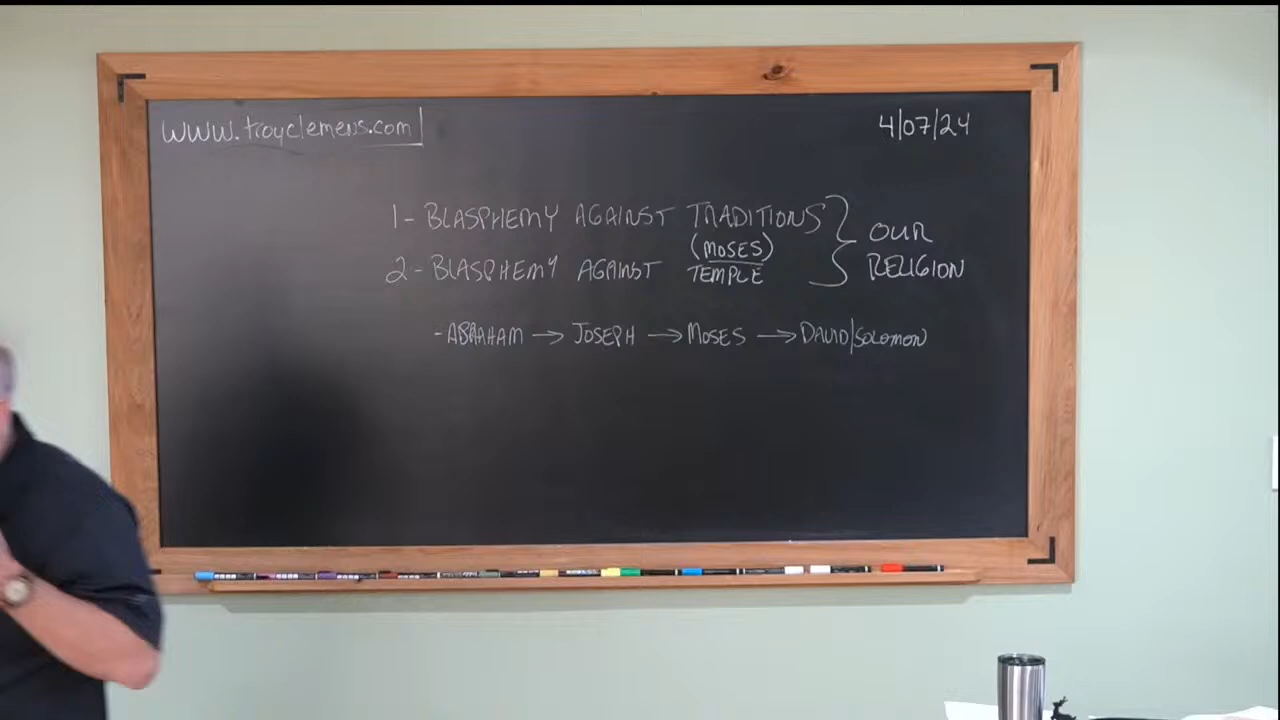 www.troyclemens.com
4/07/24
1- BLASPHEMY AGAINST TRADITIONS
(MOSES)
2- BLASPHEMY AGAINST TEMPLE
OUR
RELIGION
- ABRAHAM → JOSEPH → MOSES → DAVID/SOLOMON